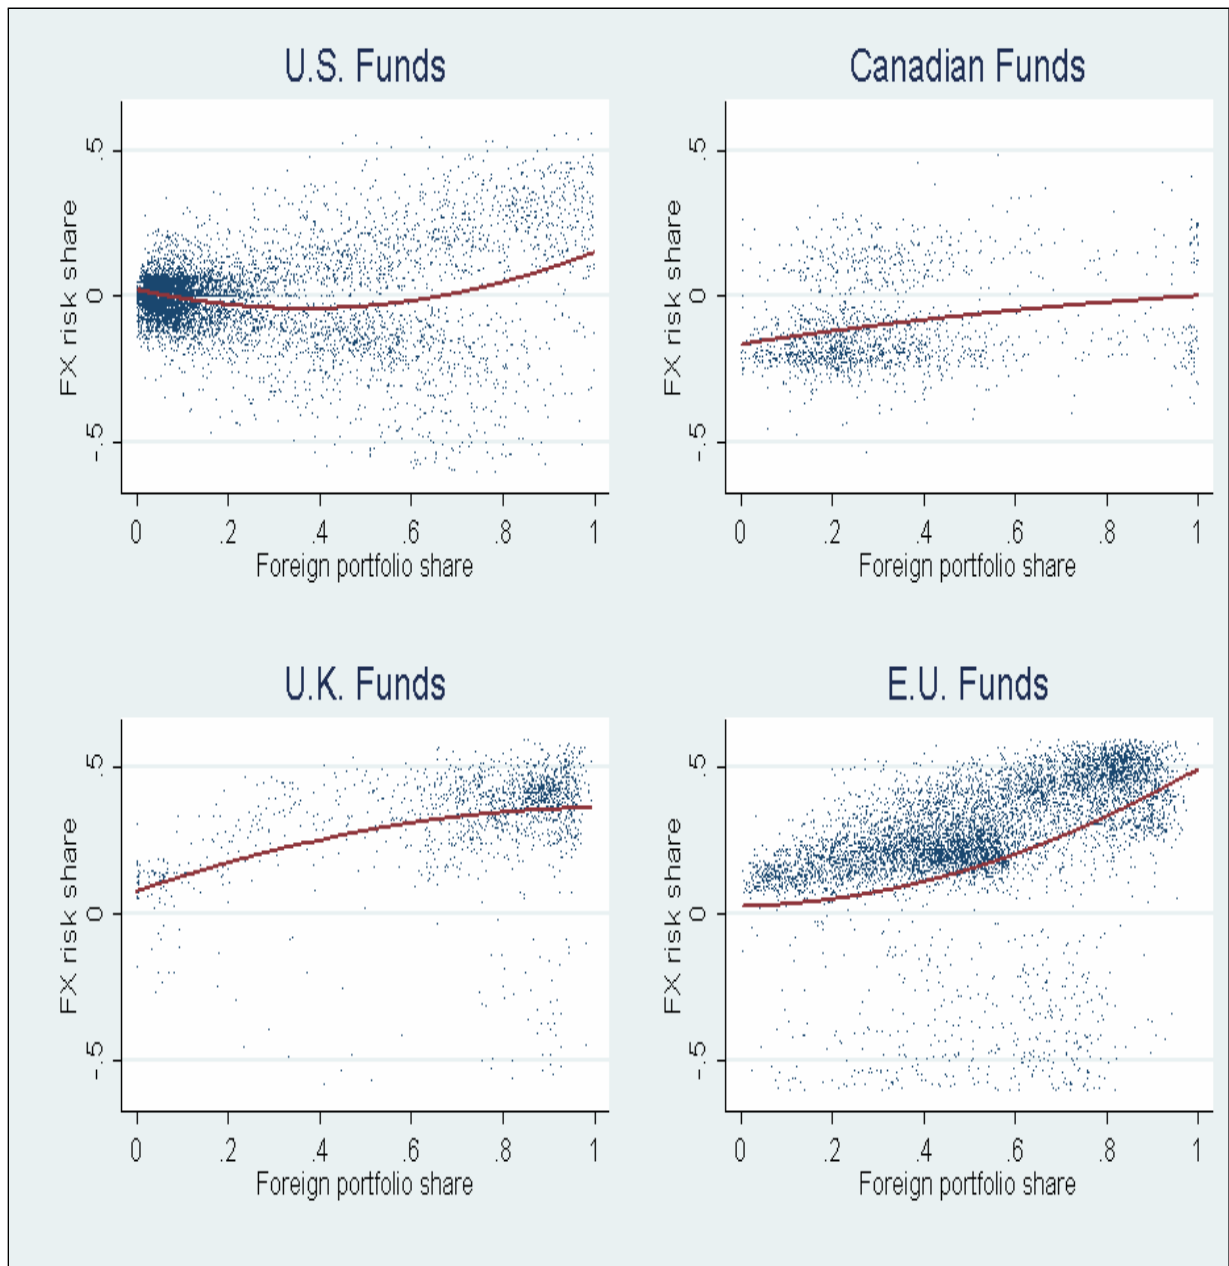 U.S. Funds
FX risk share
.5
0
-.5
0 .2 .4 .6 .8 1
Foreign portfolio share
Canadian Funds
FX risk share
.5
0
-.5
0 .2 .4 .6 .8 1
Foreign portfolio share
U.K. Funds
FX risk share
.5
0
-.5
0 .2 .4 .6 .8 1
Foreign portfolio share
E.U. Funds
FX risk share
.5
0
-.5
0 .2 .4 .6 .8 1
Foreign portfolio share